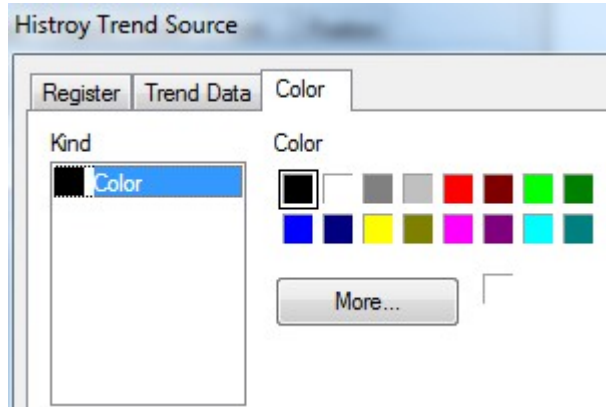 Histroy Trend Source
Register Trend Data Color
Kind Color
Color
More...